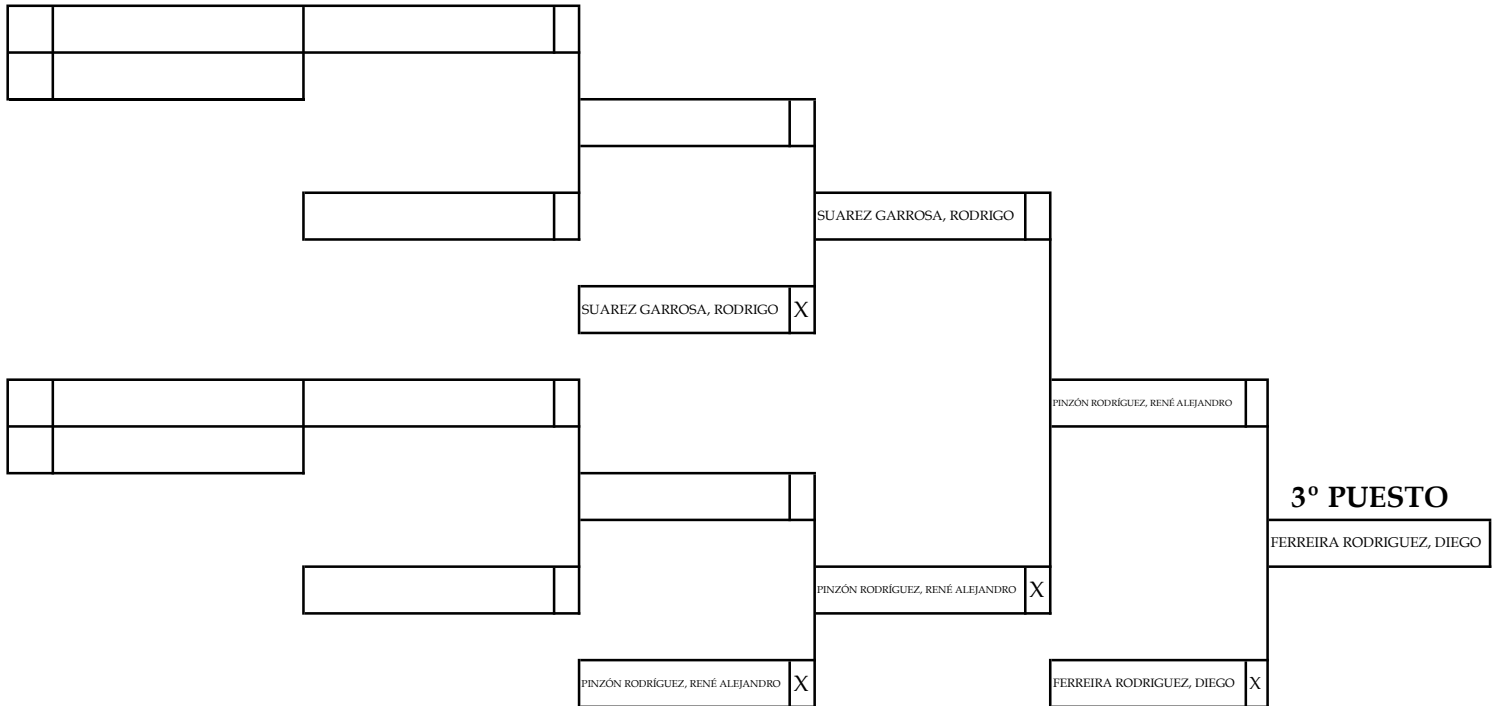 SUAREZ GARROSA, RODRIGO
SUAREZ GARROSA, RODRIGO X
PINZÓN RODRÍGUEZ, RENÉ ALEJANDRO
3º PUESTO
FERREIRA RODRIGUEZ, DIEGO
PINZÓN RODRÍGUEZ, RENÉ ALEJANDRO X
PINZÓN RODRÍGUEZ, RENÉ ALEJANDRO X
FERREIRA RODRIGUEZ, DIEGO X